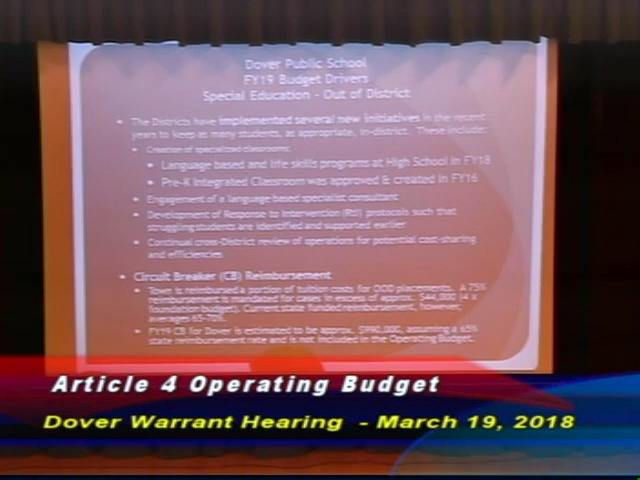 Dover Public School
FY19 Budget Drivers
Special Education - Out of District
• The Districts have implemented several new initiatives in the recent
years to keep as many students, as appropriate, in-district. These include:
• Creation of specialized classrooms:
• Language based and life skills programs at High School in FY18
• Pre-K Integrated Classroom was approved & created in FY16
• Engagement of a language based specialist consultant
• Development of Response to Intervention (RtI) protocols such that
struggling students are identified and supported earlier
• Continual cross-District review of operations for potential cost-sharing
and efficiencies
• Circuit Breaker (CB) Reimbursement
• Town is reimbursed a portion of tuition costs for OOD placements. A 75%
reimbursement is mandated for cases in excess of approx. $44,000 (4 x
foundation budget). Current state funded reimbursement, however,
averages 65-70%.
• FY19 CB for Dover is estimated to be approx. $990,000, assuming a 65%
state reimbursement rate and is not included in the Operating Budget.
Article 4 Operating Budget
Dover Warrant Hearing - March 19, 2018